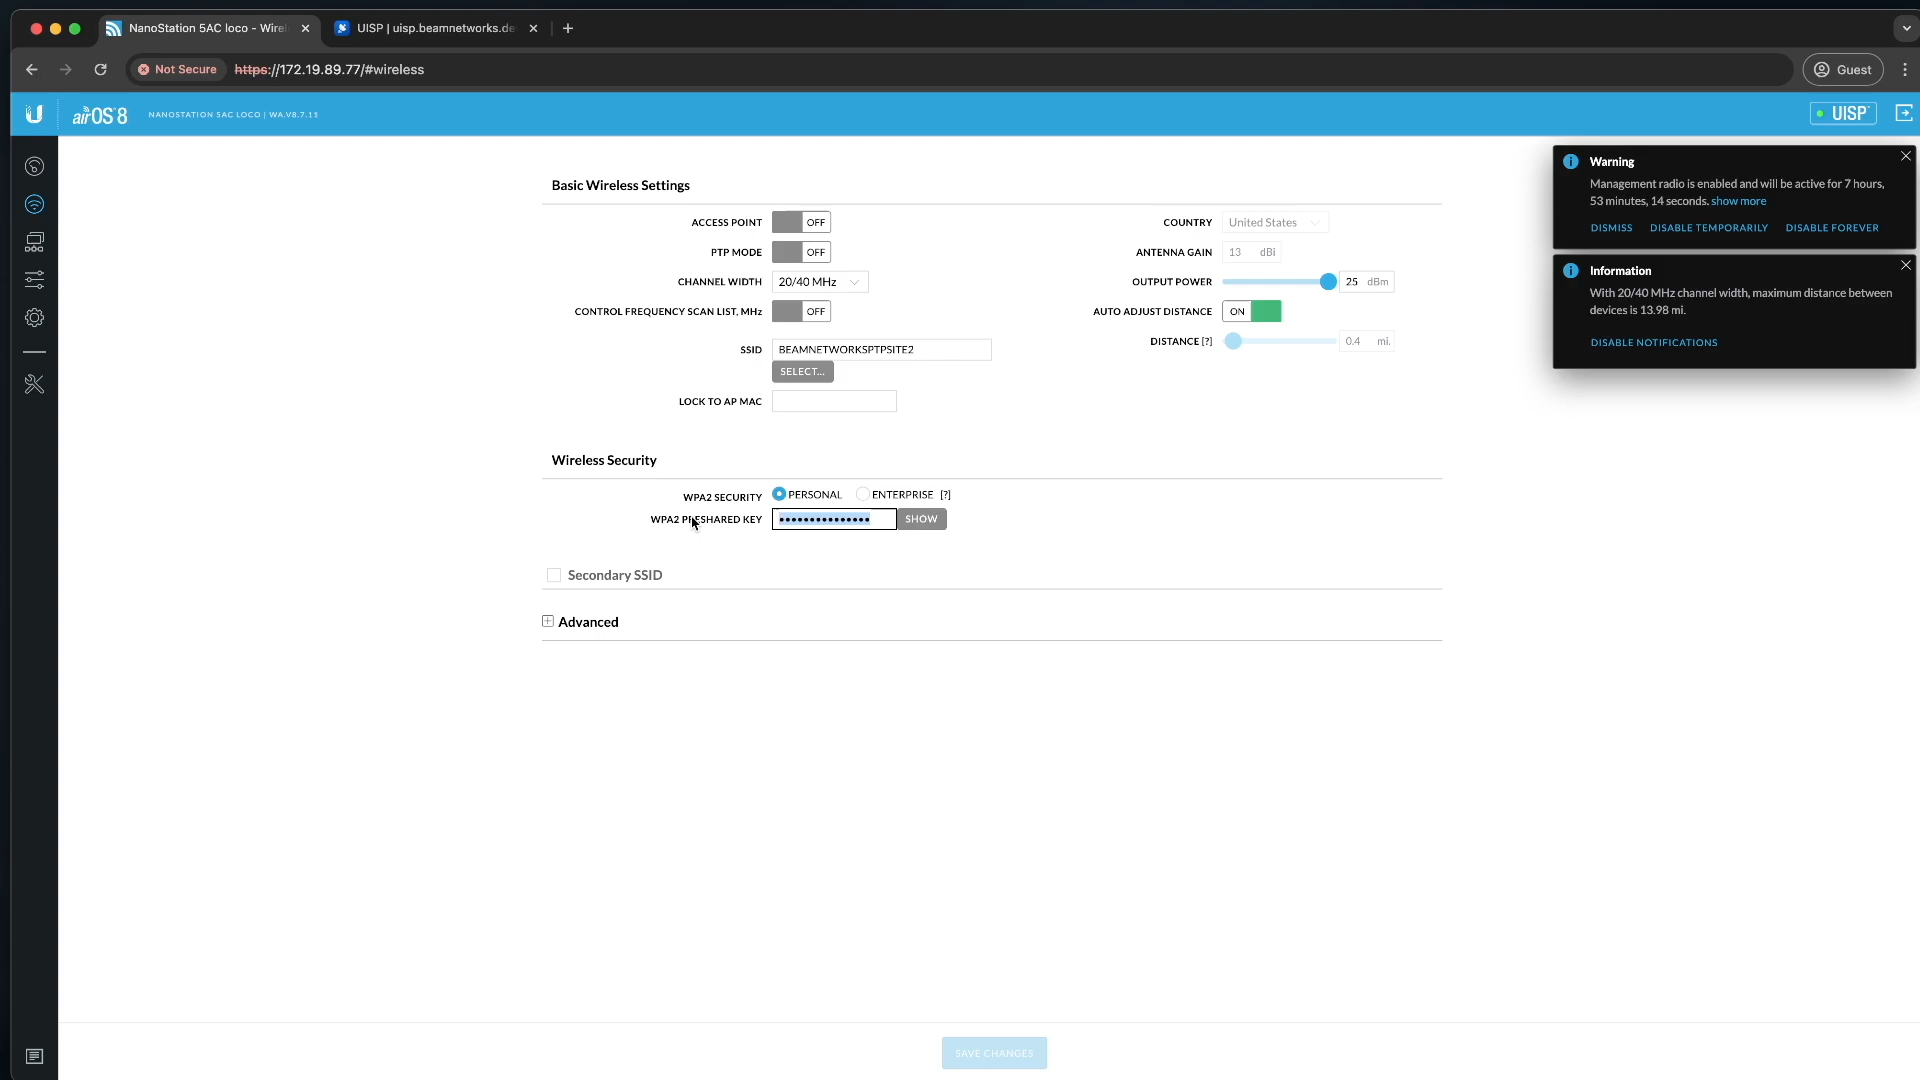 NanoStation 5AC loco - Wirel
UISP | uisp.beamnetworks.de
Not Secure
https://172.19.89.77/#wireless
Guest
airOS 8
NANOSTATION 5AC LOCO | WA.V8.7.11
UISP
Basic Wireless Settings
ACCESS POINT OFF
PTP MODE OFF
CHANNEL WIDTH 20/40 MHz
CONTROL FREQUENCY SCAN LIST, MHz OFF
SSID BEAMNETWORKSPTPSITE2
SELECT...
LOCK TO AP MAC
COUNTRY United States
ANTENNA GAIN 13 dBi
OUTPUT POWER 25 dBm
AUTO ADJUST DISTANCE ON
DISTANCE [?] 0.4 mi.
Warning
Management radio is enabled and will be active for 7 hours,
53 minutes, 14 seconds. show more
DISMISS DISABLE TEMPORARILY DISABLE FOREVER
Information
With 20/40 MHz channel width, maximum distance between
devices is 13.98 mi.
DISABLE NOTIFICATIONS
Wireless Security
WPA2 SECURITY PERSONAL ENTERPRISE [?]
WPA2 PRESHARED KEY ••••••••••••••• SHOW
Secondary SSID
Advanced
SAVE CHANGES